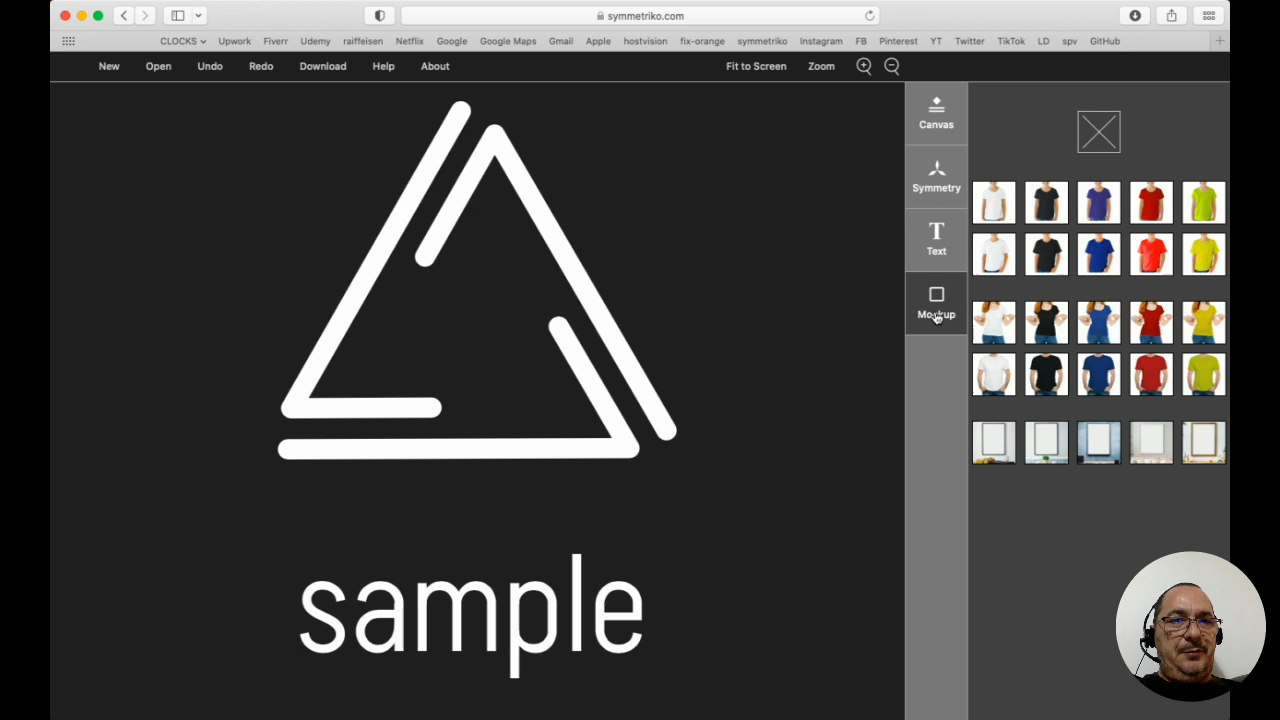 symmetriko.com
CLOCKS Upwork Fiverr Udemy raiffeisen Netflix Google Google Maps Gmail Apple hostvision fix-orange symmetriko Instagram FB Pinterest YT Twitter TikTok LD spv GitHub
New Open Undo Redo Download Help About Fit to Screen Zoom
Canvas
Symmetry
T
Text
Mockup
sample